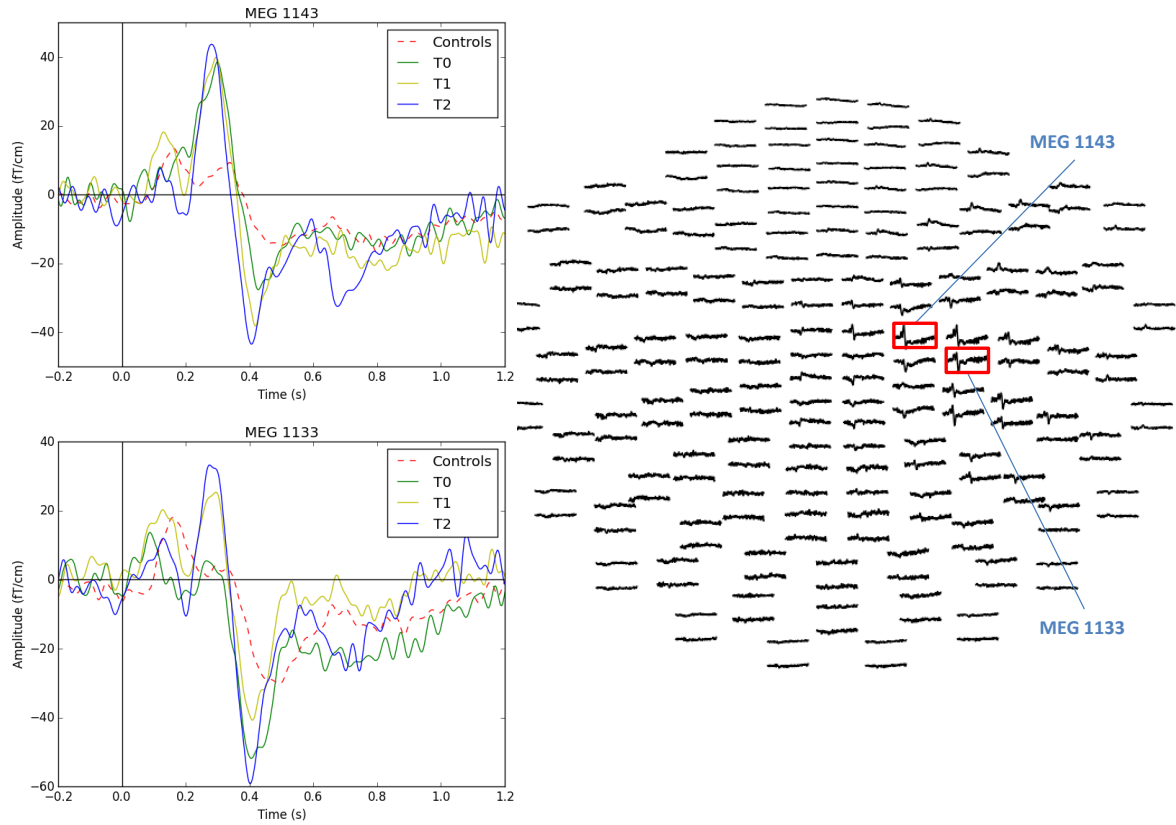 MEG 1143
Amplitude (fT/cm)
40
20
0
−20
−40
Controls
T0
T1
T2
−0.2 0.0 0.2 0.4 0.6 0.8 1.0 1.2
Time (s)
MEG 1133
Amplitude (fT/cm)
40
20
0
−20
−40
−60
Controls
T0
T1
T2
−0.2 0.0 0.2 0.4 0.6 0.8 1.0 1.2
Time (s)
MEG 1143
MEG 1133